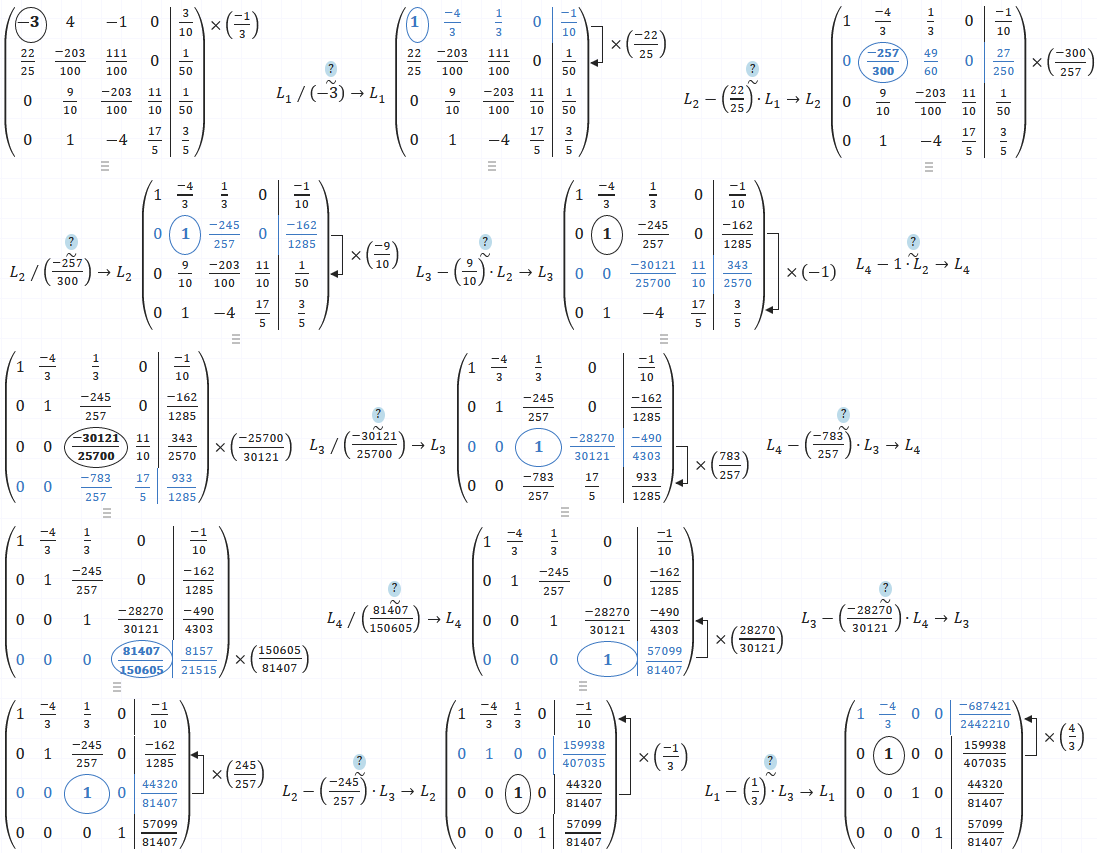 (−3 4 −1 0 | 3/10) × (−1/3)
(22/25 −203/100 111/100 0 | 1/50)
(0 9/10 −203/100 11/10 | 1/50)
(0 1 −4 17/5 | 3/5)
?
~
L₁ / (−3) → L₁
(1 −4/3 1/3 0 | −1/10) × (−22/25)
(22/25 −203/100 111/100 0 | 1/50)
(0 9/10 −203/100 11/10 | 1/50)
(0 1 −4 17/5 | 3/5)
?
~
L₂ − (22/25) · L₁ → L₂
(1 −4/3 1/3 0 | −1/10)
(0 −257/300 49/60 0 | 27/250) × (−300/257)
(0 9/10 −203/100 11/10 | 1/50)
(0 1 −4 17/5 | 3/5)
?
~
L₂ / (−257/300) → L₂
(1 −4/3 1/3 0 | −1/10)
(0 1 −245/257 0 | −162/1285) × (−9/10)
(0 9/10 −203/100 11/10 | 1/50)
(0 1 −4 17/5 | 3/5)
?
~
L₃ − (9/10) · L₂ → L₃
(1 −4/3 1/3 0 | −1/10)
(0 1 −245/257 0 | −162/1285)
(0 0 −30121/25700 11/10 | 343/2570) × (−1)
(0 1 −4 17/5 | 3/5)
?
~
L₄ − 1 · L₂ → L₄
(1 −4/3 1/3 0 | −1/10)
(0 1 −245/257 0 | −162/1285)
(0 0 −30121/25700 11/10 | 343/2570) × (−25700/30121)
(0 0 −783/257 17/5 | 933/1285)
?
~
L₃ / (−30121/25700) → L₃
(1 −4/3 1/3 0 | −1/10)
(0 1 −245/257 0 | −162/1285)
(0 0 1 −28270/30121 | −490/4303) × (783/257)
(0 0 −783/257 17/5 | 933/1285)
?
~
L₄ − (−783/257) · L₃ → L₄
(1 −4/3 1/3 0 | −1/10)
(0 1 −245/257 0 | −162/1285)
(0 0 1 −28270/30121 | −490/4303)
(0 0 0 81407/150605 | 8157/21515) × (150605/81407)
?
~
L₄ / (81407/150605) → L₄
(1 −4/3 1/3 0 | −1/10)
(0 1 −245/257 0 | −162/1285)
(0 0 1 −28270/30121 | −490/4303) × (28270/30121)
(0 0 0 1 | 57099/81407)
?
~
L₃ − (−28270/30121) · L₄ → L₃
(1 −4/3 1/3 0 | −1/10)
(0 1 −245/257 0 | −162/1285) × (245/257)
(0 0 1 0 | 44320/81407)
(0 0 0 1 | 57099/81407)
?
~
L₂ − (−245/257) · L₃ → L₂
(1 −4/3 1/3 0 | −1/10)
(0 1 0 0 | 159938/407035) × (−1/3)
(0 0 1 0 | 44320/81407)
(0 0 0 1 | 57099/81407)
?
~
L₁ − (1/3) · L₃ → L₁
(1 −4/3 0 0 | −687421/2442210) × (4/3)
(0 1 0 0 | 159938/407035)
(0 0 1 0 | 44320/81407)
(0 0 0 1 | 57099/81407)